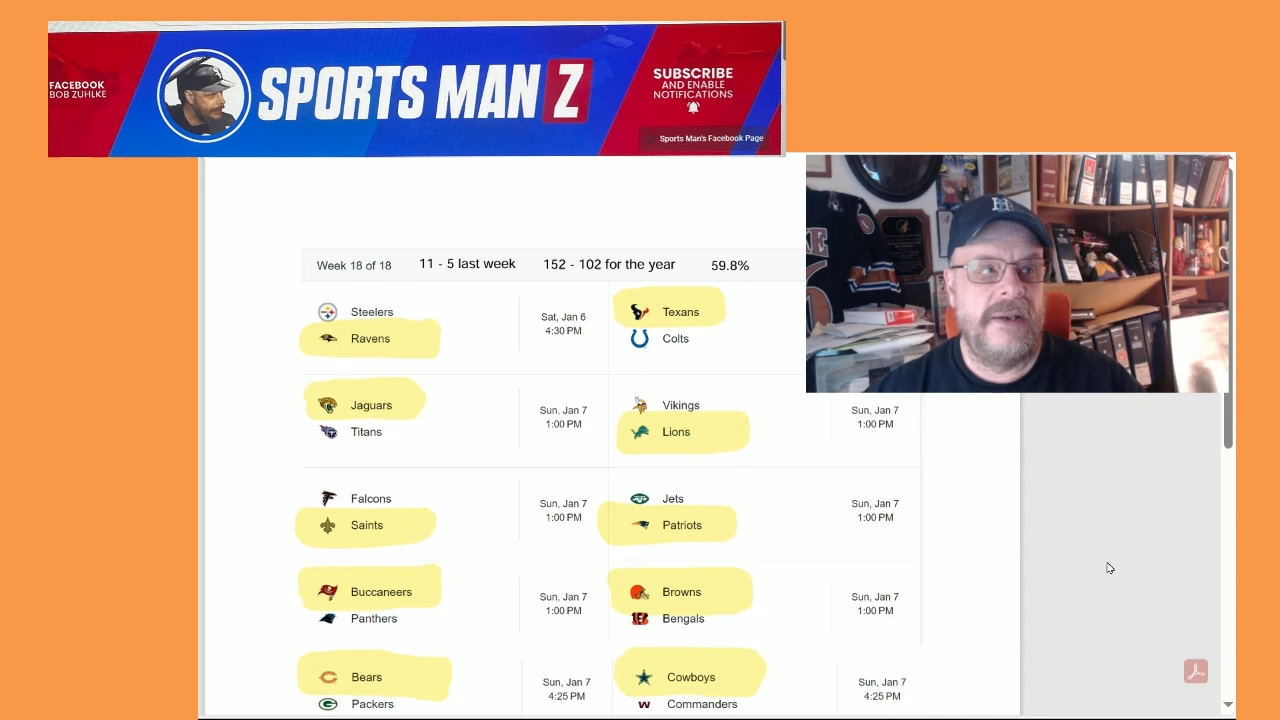 FACEBOOK
BOB ZUHLKE
SPORTS MAN Z
SUBSCRIBE
AND ENABLE
NOTIFICATIONS
Sports Man's Facebook Page
Week 18 of 18 11 - 5 last week 152 - 102 for the year 59.8%
Steelers
Ravens
Sat, Jan 6
4:30 PM
Texans
Colts
Jaguars
Titans
Sun, Jan 7
1:00 PM
Vikings
Lions
Sun, Jan 7
1:00 PM
Falcons
Saints
Sun, Jan 7
1:00 PM
Jets
Patriots
Sun, Jan 7
1:00 PM
Buccaneers
Panthers
Sun, Jan 7
1:00 PM
Browns
Bengals
Sun, Jan 7
1:00 PM
Bears
Packers
Sun, Jan 7
4:25 PM
Cowboys
Commanders
Sun, Jan 7
4:25 PM